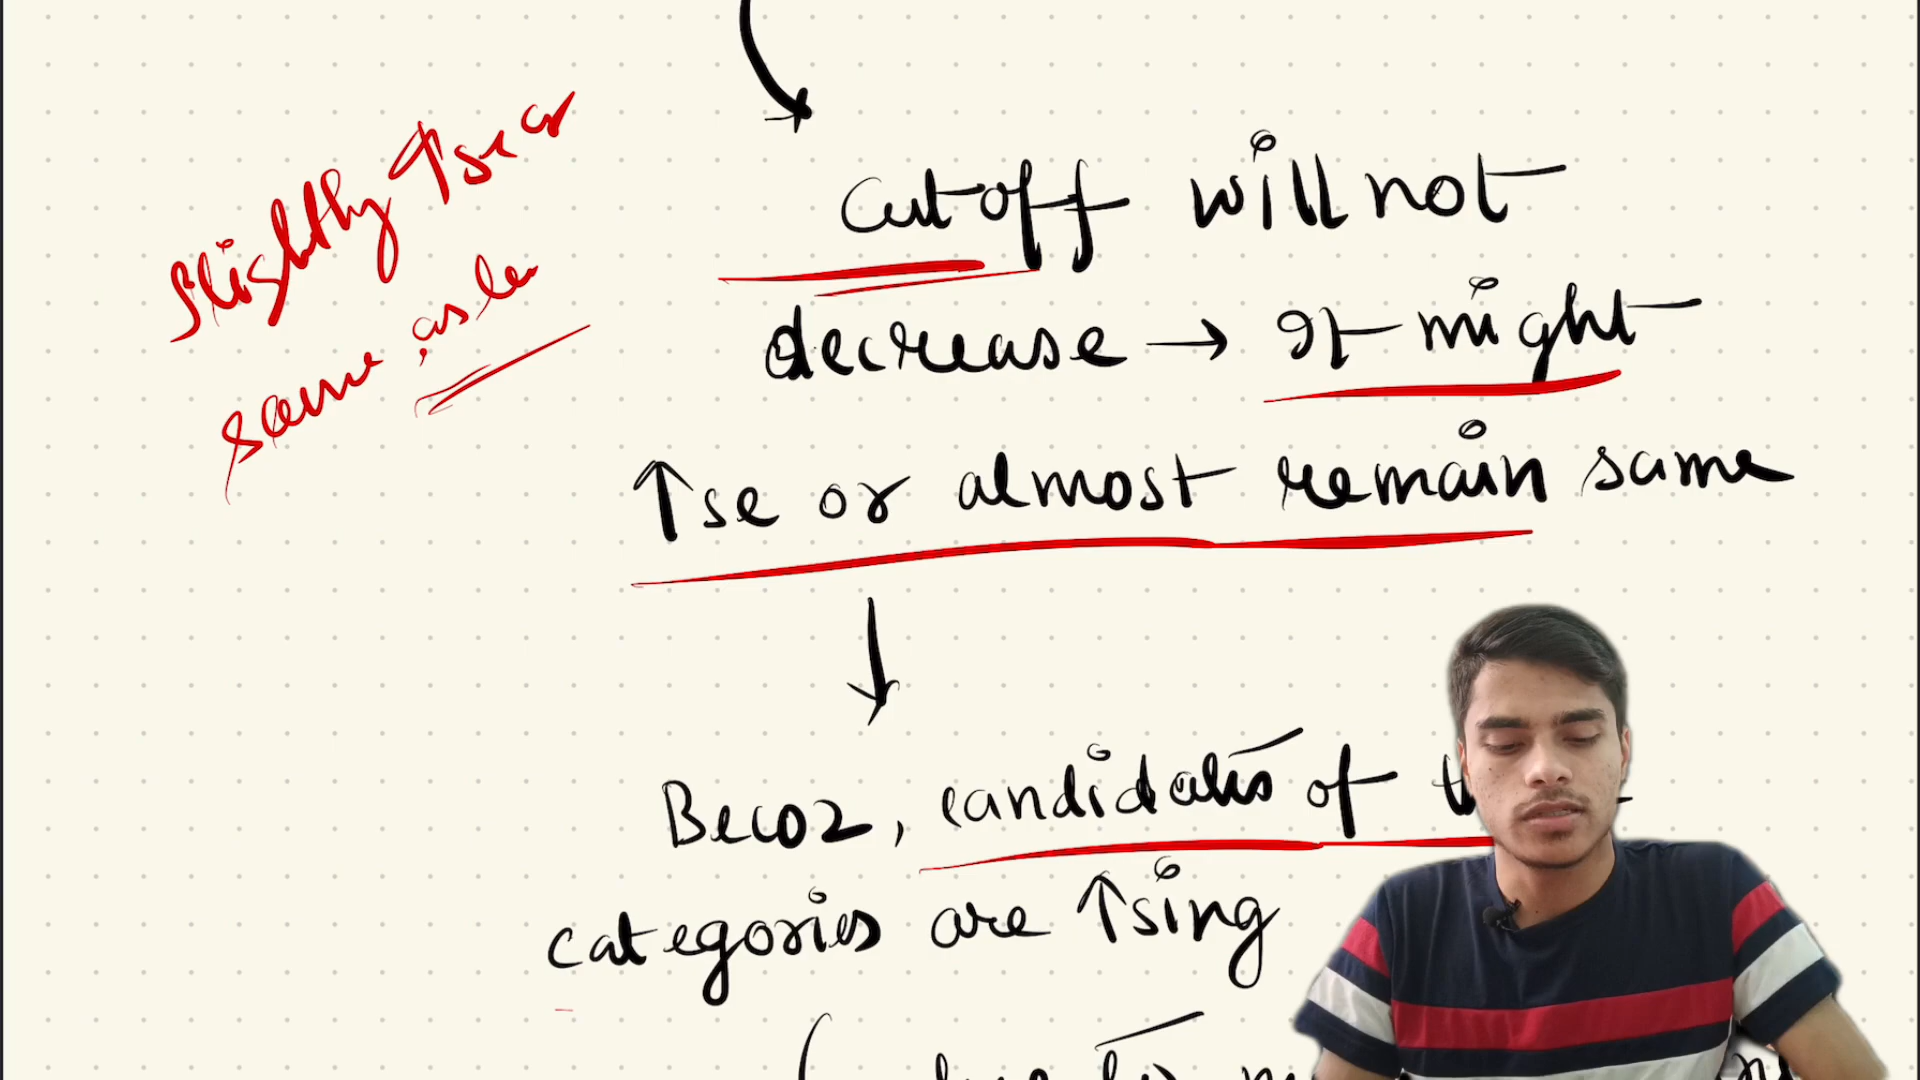 slightly ↑se or
same as
cutoff will not
decrease → It might
↑se or almost remain same
Becoz, candidates of
categories are ↑sing